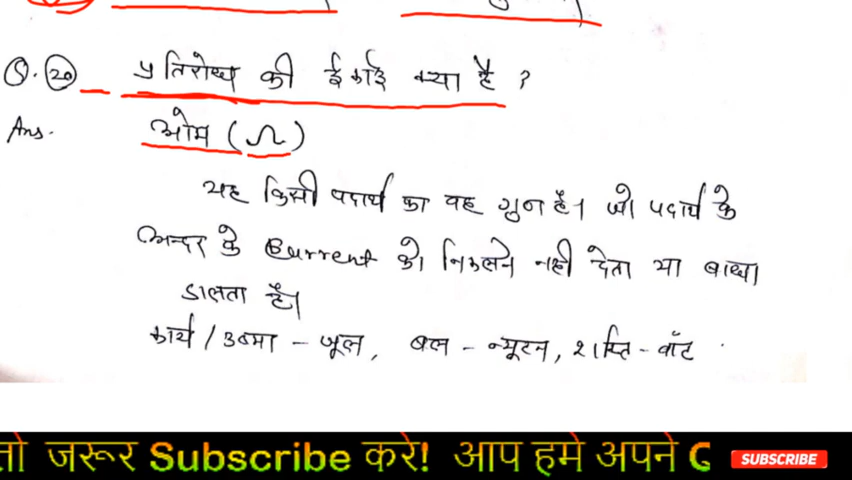 Q. 20 प्रतिरोध की ईकाई क्या है ?
Ans. ओम (Ω)
यह किसी पदार्थ का वह गुन है। जो पदार्थ के
अन्दर के Current को निकलने नही देता या बाधा
डालता है।
कार्य / उष्मा - जूल, बल - न्यूटन, शक्ति - वॉट
तो जरूर Subscribe करे! आप हमे अपने
SUBSCRIBE